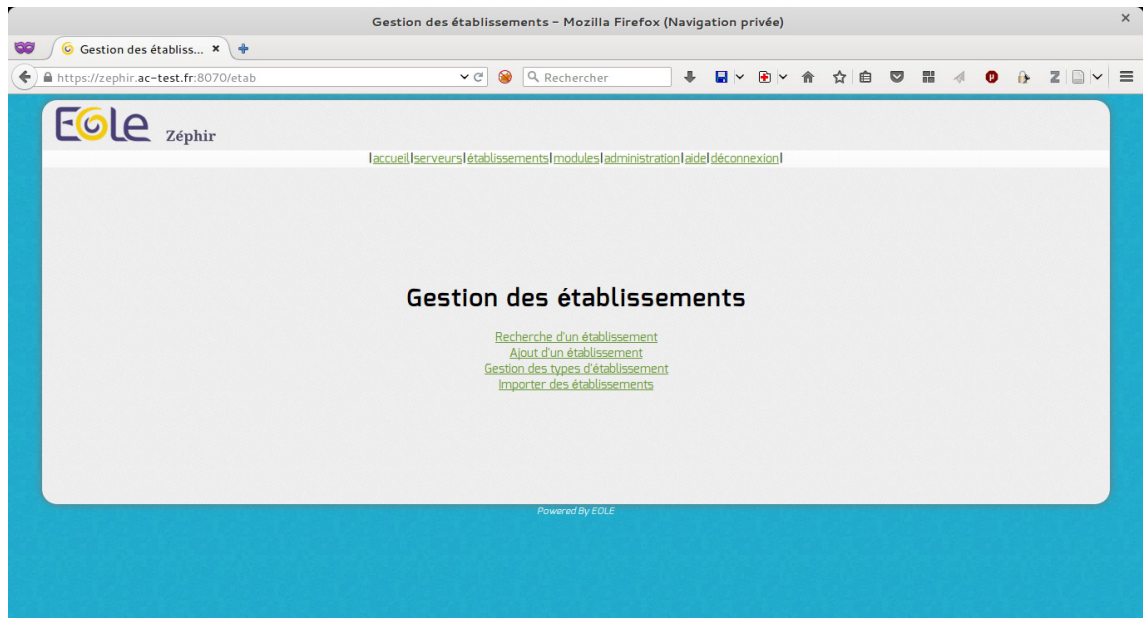 Gestion des établissements - Mozilla Firefox (Navigation privée)
Gestion des établiss...
https://zephir.ac-test.fr:8070/etab
Rechercher
Eole Zéphir
|accueil|serveurs|établissements|modules|administration|aide|déconnexion|
Gestion des établissements
Recherche d'un établissement
Ajout d'un établissement
Gestion des types d'établissement
Importer des établissements
Powered By EOLE